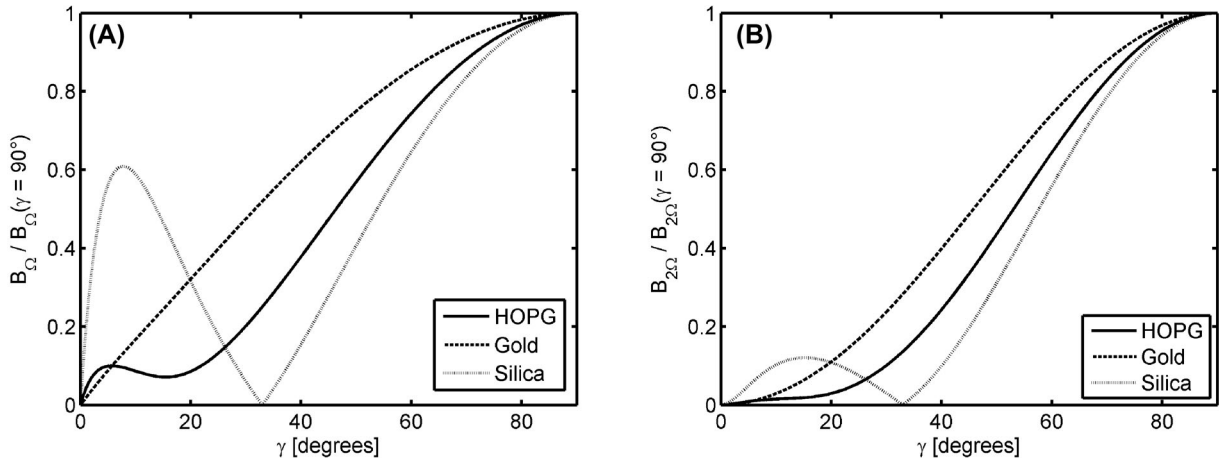 (A)
B_Ω / B_Ω(γ = 90°)
1
0.8
0.6
0.4
0.2
0
0 20 40 60 80
γ [degrees]
HOPG
Gold
Silica
(B)
B_2Ω / B_2Ω(γ = 90°)
1
0.8
0.6
0.4
0.2
0
0 20 40 60 80
γ [degrees]
HOPG
Gold
Silica